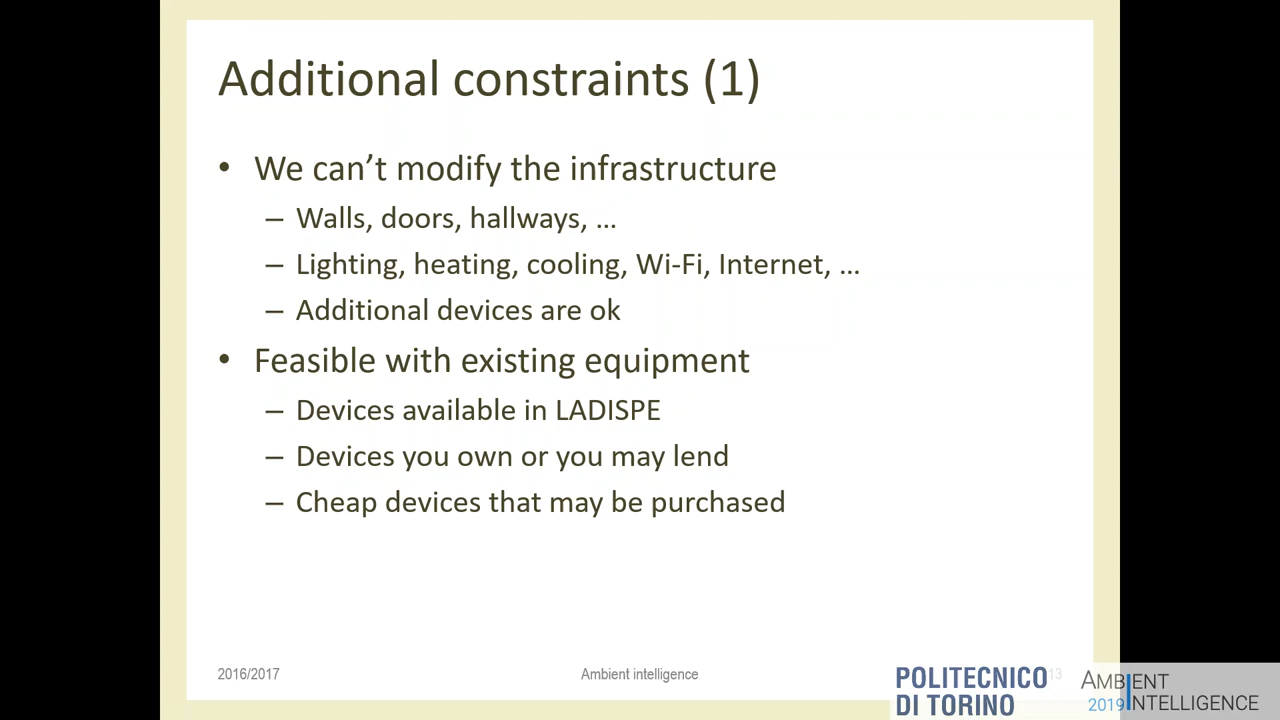 Additional constraints (1)
• We can’t modify the infrastructure
– Walls, doors, hallways, …
– Lighting, heating, cooling, Wi-Fi, Internet, …
– Additional devices are ok
• Feasible with existing equipment
– Devices available in LADISPE
– Devices you own or you may lend
– Cheap devices that may be purchased
2016/2017
Ambient intelligence
13
POLITECNICO
DI TORINO
AMBIENT
2019 INTELLIGENCE